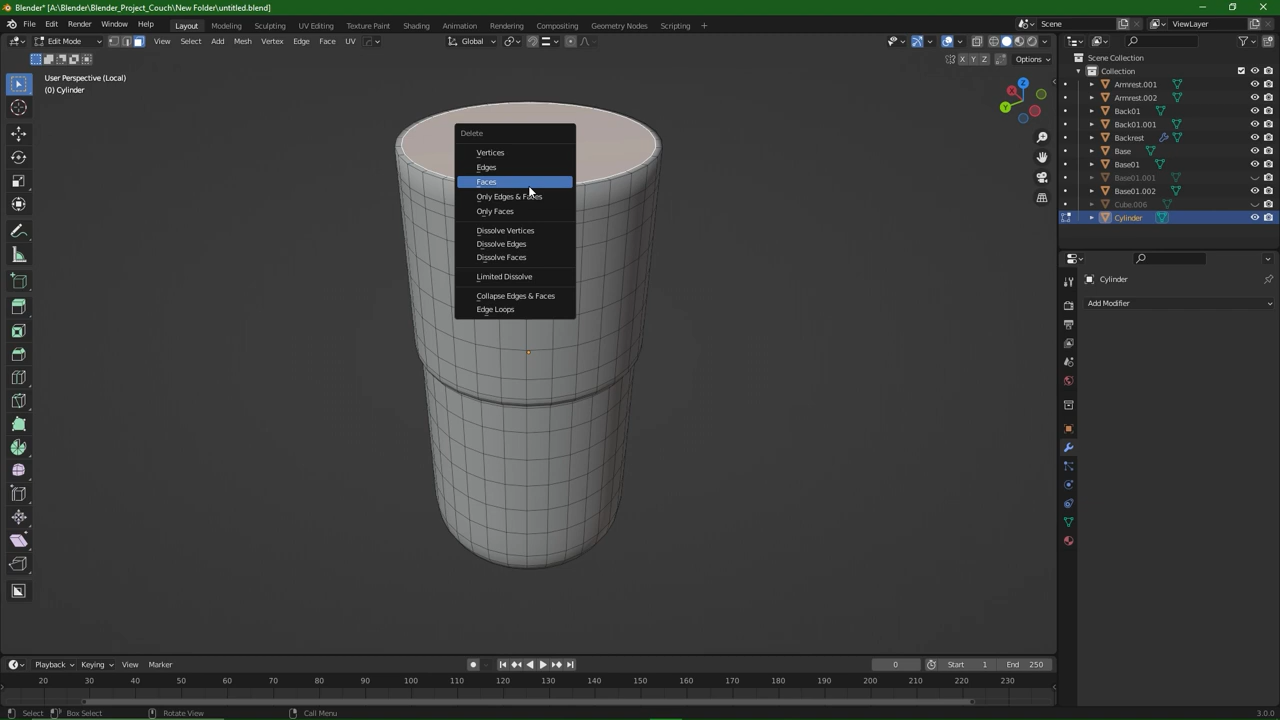 Blender* [A:\Blender\Blender_Project_Couch\New Folder\untitled.blend]
File Edit Render Window Help Layout Modeling Sculpting UV Editing Texture Paint Shading Animation Rendering Compositing Geometry Nodes Scripting + Scene ViewLayer
Edit Mode View Select Add Mesh Vertex Edge Face UV Global
X Y Z Options
User Perspective (Local)
(0) Cylinder
Delete
Vertices
Edges
Faces
Only Edges & Faces
Only Faces
Dissolve Vertices
Dissolve Edges
Dissolve Faces
Limited Dissolve
Collapse Edges & Faces
Edge Loops
Z
X
Y
Scene Collection
Collection
Armrest.001
Armrest.002
Back01
Back01.001
Backrest
Base
Base01
Base01.001
Base01.002
Cube.006
Cylinder
Cylinder
Add Modifier
Playback Keying View Marker 0 Start 1 End 250
20 30 40 50 60 70 80 90 100 110 120 130 140 150 160 170 180 190 200 210 220 230
Select Box Select Rotate View Call Menu 3.0.0